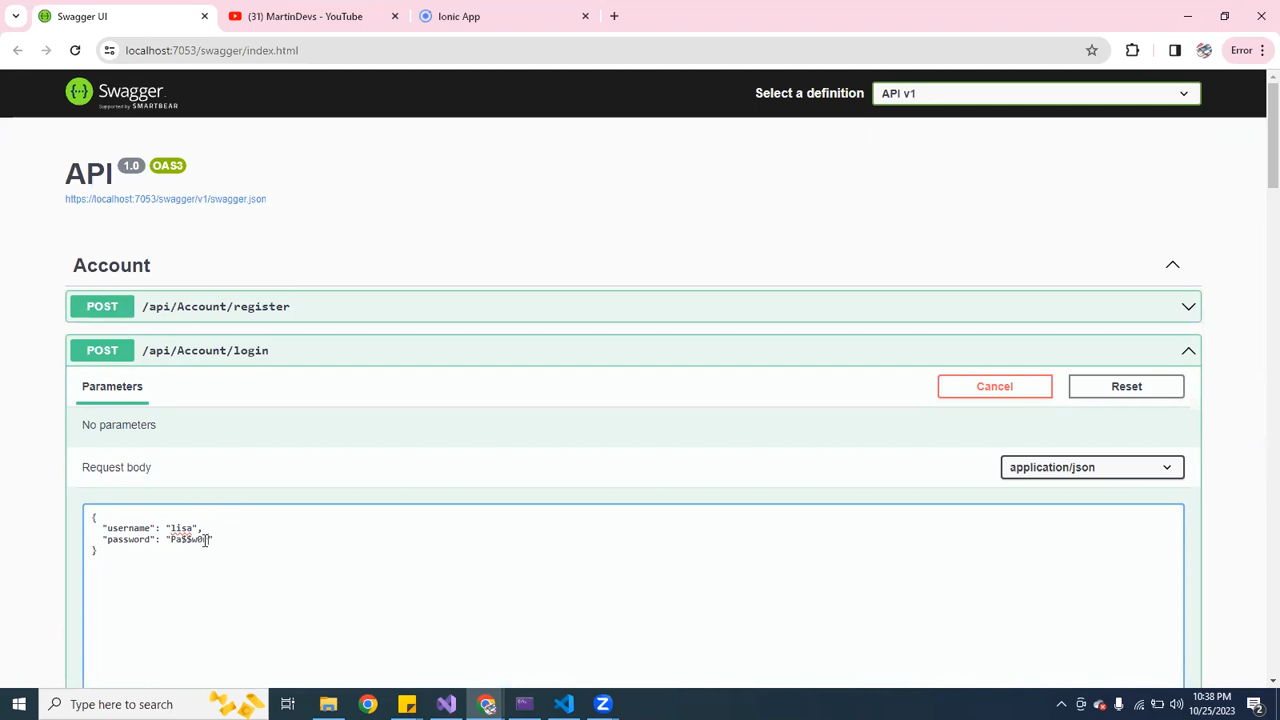 Swagger UI
(31) MartinDevs - YouTube
Ionic App
localhost:7053/swagger/index.html
Error
Swagger
Supported by SMARTBEAR
Select a definition
API v1
API 1.0 OAS3
https://localhost:7053/swagger/v1/swagger.json
Account
POST /api/Account/register
POST /api/Account/login
Parameters
Cancel
Reset
No parameters
Request body
application/json
{
"username": "lisa",
"password":
}
Type here to search
10:38 PM
10/25/2023
2